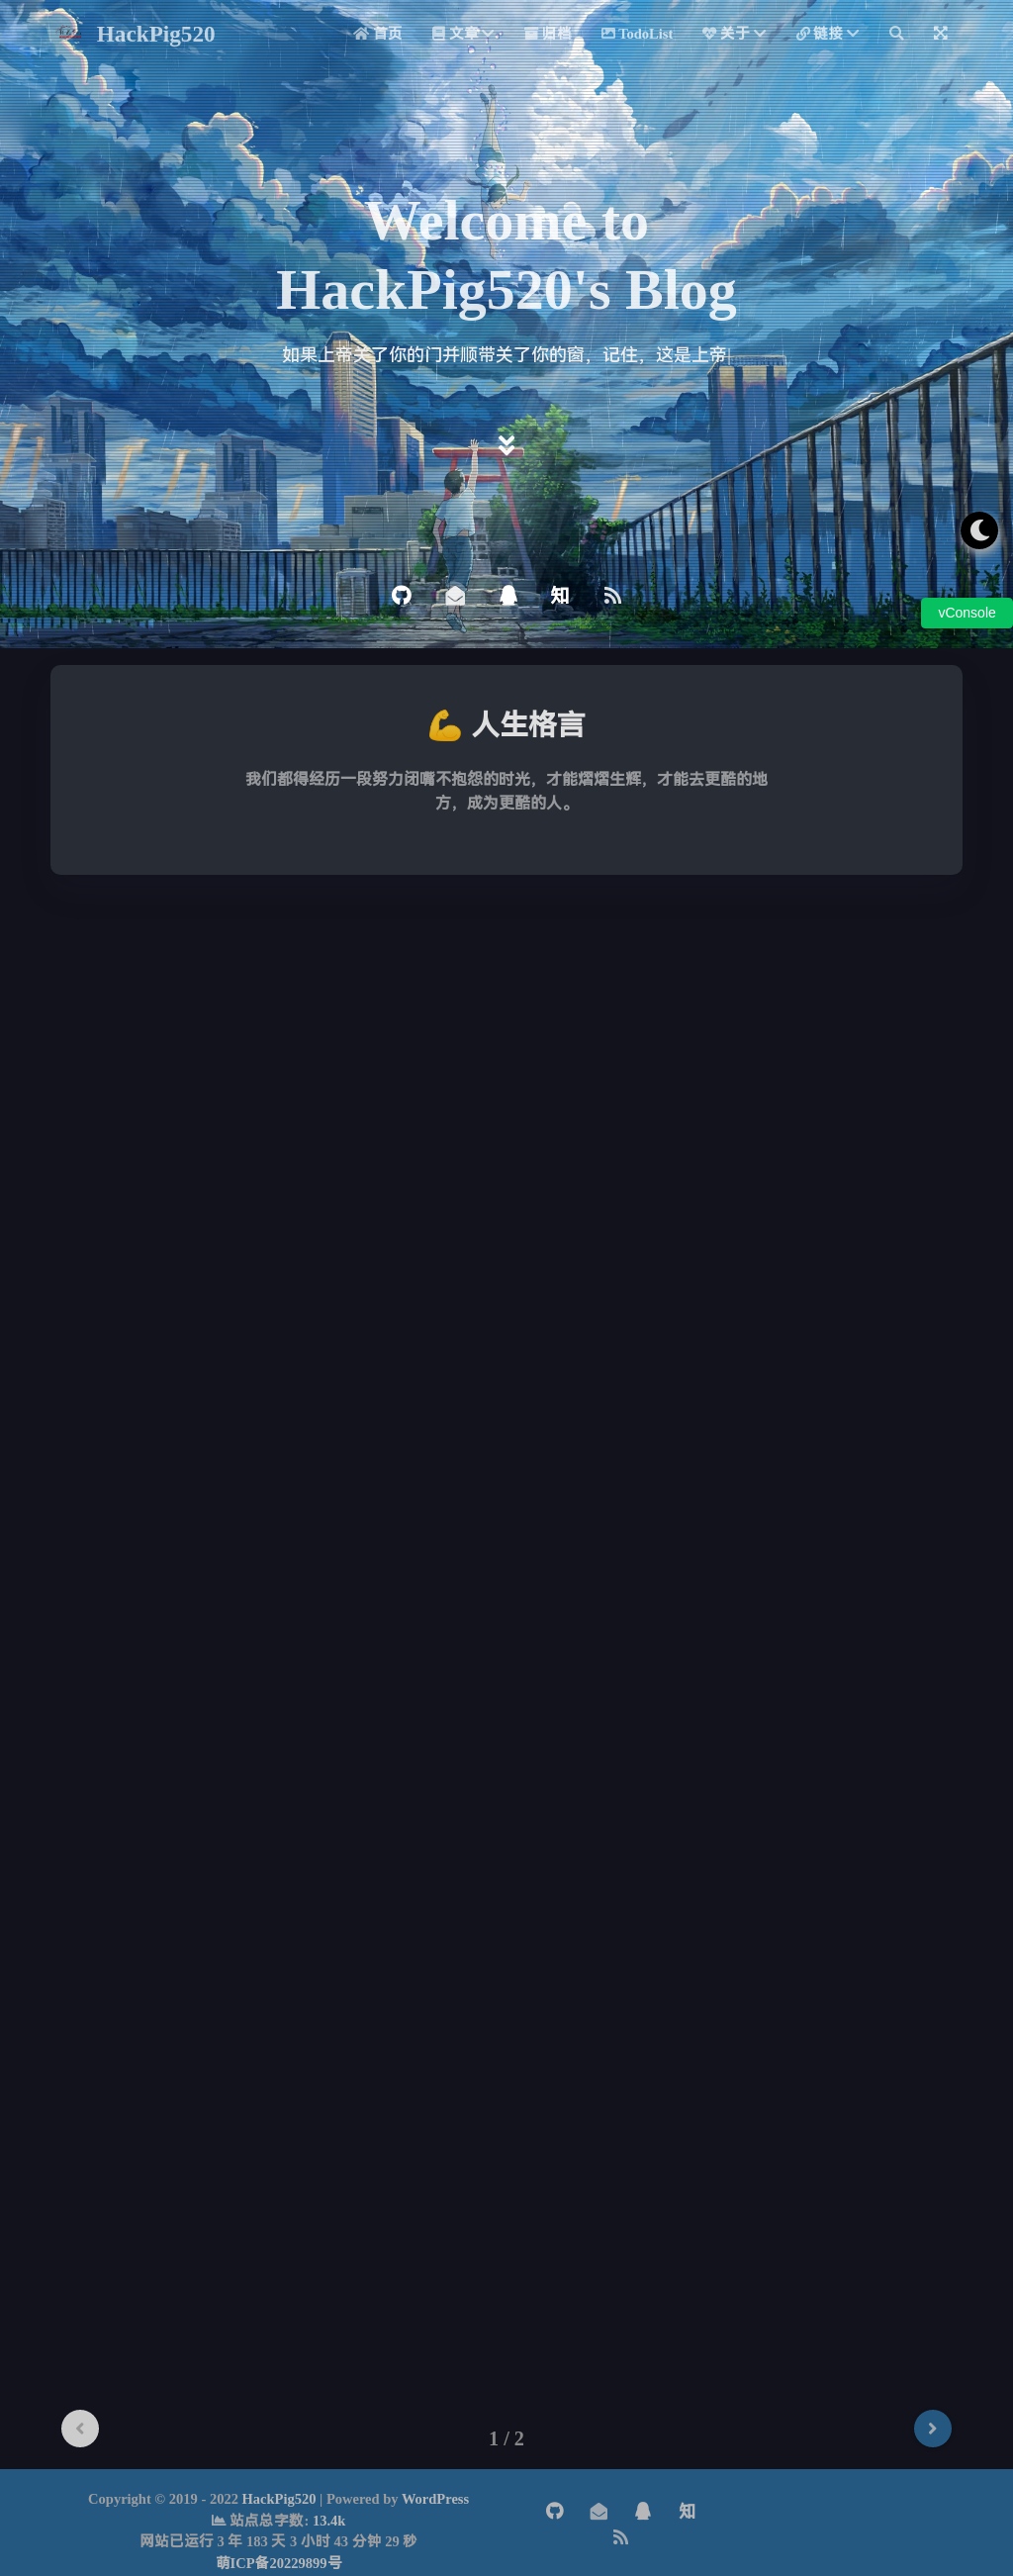 HackPig520
首页 文章 归档 TodoList 关于 链接
Welcome to
HackPig520's Blog
如果上帝关了你的门并顺带关了你的窗，记住，这是上帝|
知
vConsole
💪 人生格言
我们都得经历一段努力闭嘴不抱怨的时光，才能熠熠生辉，才能去更酷的地
方，成为更酷的人。
1 / 2
Copyright © 2019 - 2022 HackPig520 | Powered by WordPress
站点总字数: 13.4k
网站已运行 3 年 183 天 3 小时 43 分钟 29 秒
萌ICP备20229899号
知